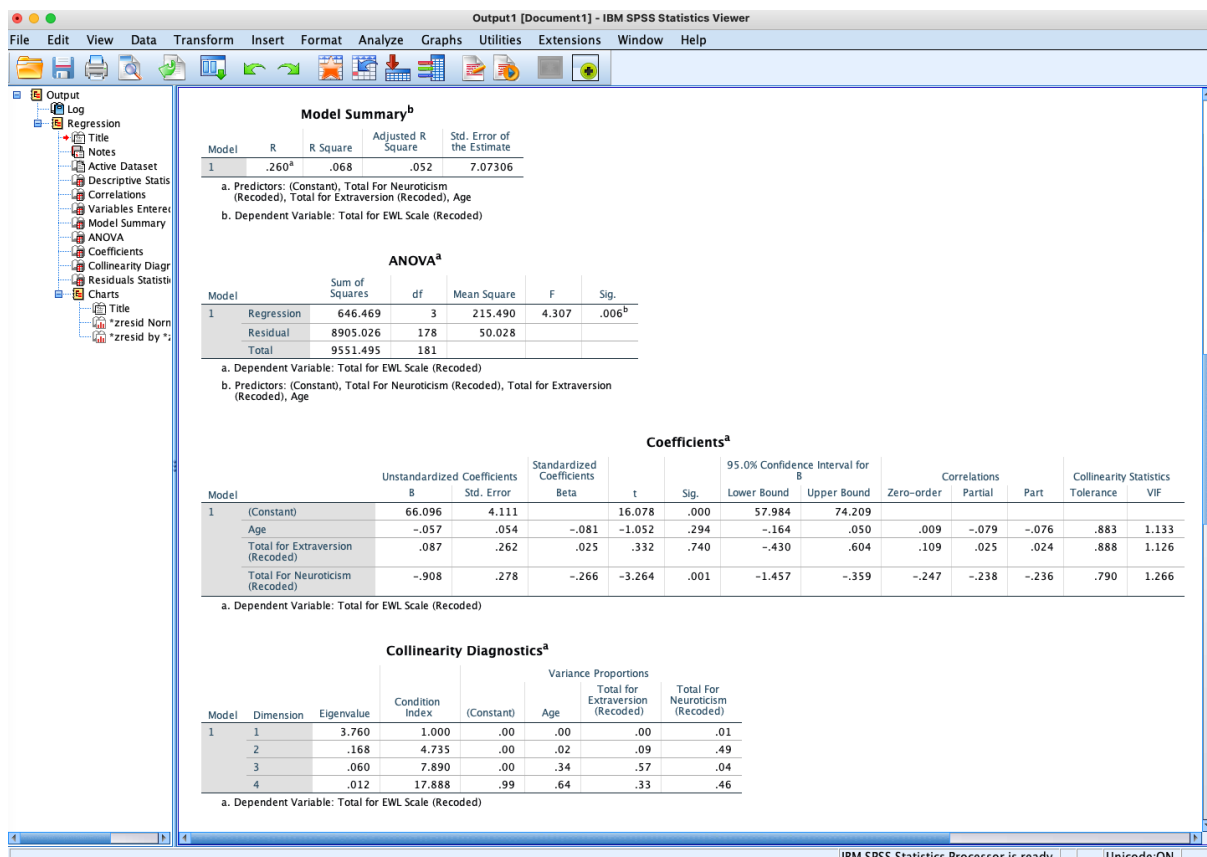 Output1 [Document1] - IBM SPSS Statistics Viewer
File Edit View Data Transform Insert Format Analyze Graphs Utilities Extensions Window Help
Output
Log
Regression
Title
Notes
Active Dataset
Descriptive Statis
Correlations
Variables Entered
Model Summary
ANOVA
Coefficients
Collinearity Diagr
Residuals Statisti
Charts
Title
*zresid Norn
*zresid by *z
Model Summaryb
Model R R Square Adjusted R Square Std. Error of the Estimate
1 .260a .068 .052 7.07306
a. Predictors: (Constant), Total For Neuroticism
(Recoded), Total for Extraversion (Recoded), Age
b. Dependent Variable: Total for EWL Scale (Recoded)
ANOVAa
Model Sum of Squares df Mean Square F Sig.
1 Regression 646.469 3 215.490 4.307 .006b
Residual 8905.026 178 50.028
Total 9551.495 181
a. Dependent Variable: Total for EWL Scale (Recoded)
b. Predictors: (Constant), Total For Neuroticism (Recoded), Total for Extraversion
(Recoded), Age
Coefficientsa
Unstandardized Coefficients Standardized Coefficients 95.0% Confidence Interval for B Correlations Collinearity Statistics
Model B Std. Error Beta t Sig. Lower Bound Upper Bound Zero-order Partial Part Tolerance VIF
1 (Constant) 66.096 4.111 16.078 .000 57.984 74.209
Age -.057 .054 -.081 -1.052 .294 -.164 .050 .009 -.079 -.076 .883 1.133
Total for Extraversion (Recoded) .087 .262 .025 .332 .740 -.430 .604 .109 .025 .024 .888 1.126
Total For Neuroticism (Recoded) -.908 .278 -.266 -3.264 .001 -1.457 -.359 -.247 -.238 -.236 .790 1.266
a. Dependent Variable: Total for EWL Scale (Recoded)
Collinearity Diagnosticsa
Variance Proportions
Model Dimension Eigenvalue Condition Index (Constant) Age Total for Extraversion (Recoded) Total For Neuroticism (Recoded)
1 1 3.760 1.000 .00 .00 .00 .01
2 .168 4.735 .00 .02 .09 .49
3 .060 7.890 .00 .34 .57 .04
4 .012 17.888 .99 .64 .33 .46
a. Dependent Variable: Total for EWL Scale (Recoded)
IBM SPSS Statistics Processor is ready Unicode:ON